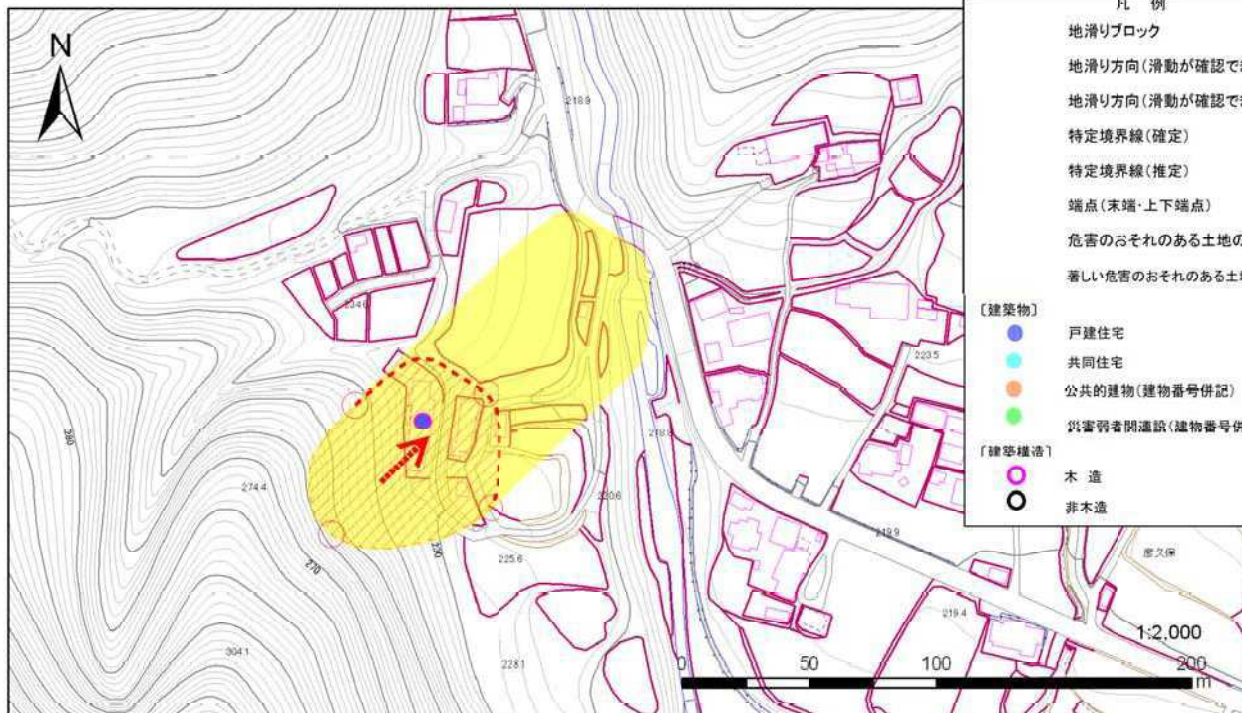 N
凡 例
地滑りブロック
地滑り方向(滑動が確認でき
地滑り方向(滑動が確認でき
特定境界線(確定)
特定境界線(推定)
端点(末端・上下端点)
危害のおそれのある土地の
著しい危害のおそれのある土地
[建築物]
戸建住宅
共同住宅
公共的建物(建物番号併記)
災害弱者関連設(建物番号併
[建築構造]
木 造
非木造
218.9
234.6
223.5
280
274.4
270
230
220.6
218.8
225.6
219.9
219.4
304.1
228.1
1:2,000
0 50 100 200
m